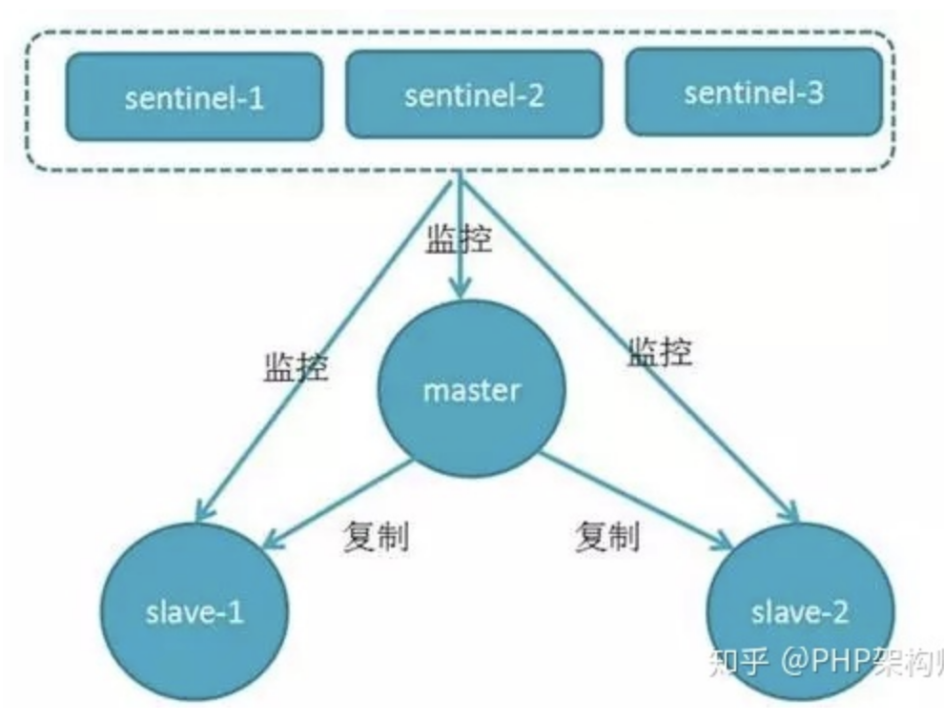 sentinel-1
sentinel-2
sentinel-3
监控
监控
监控
master
复制
复制
slave-1
slave-2
知乎 @PHP架构师